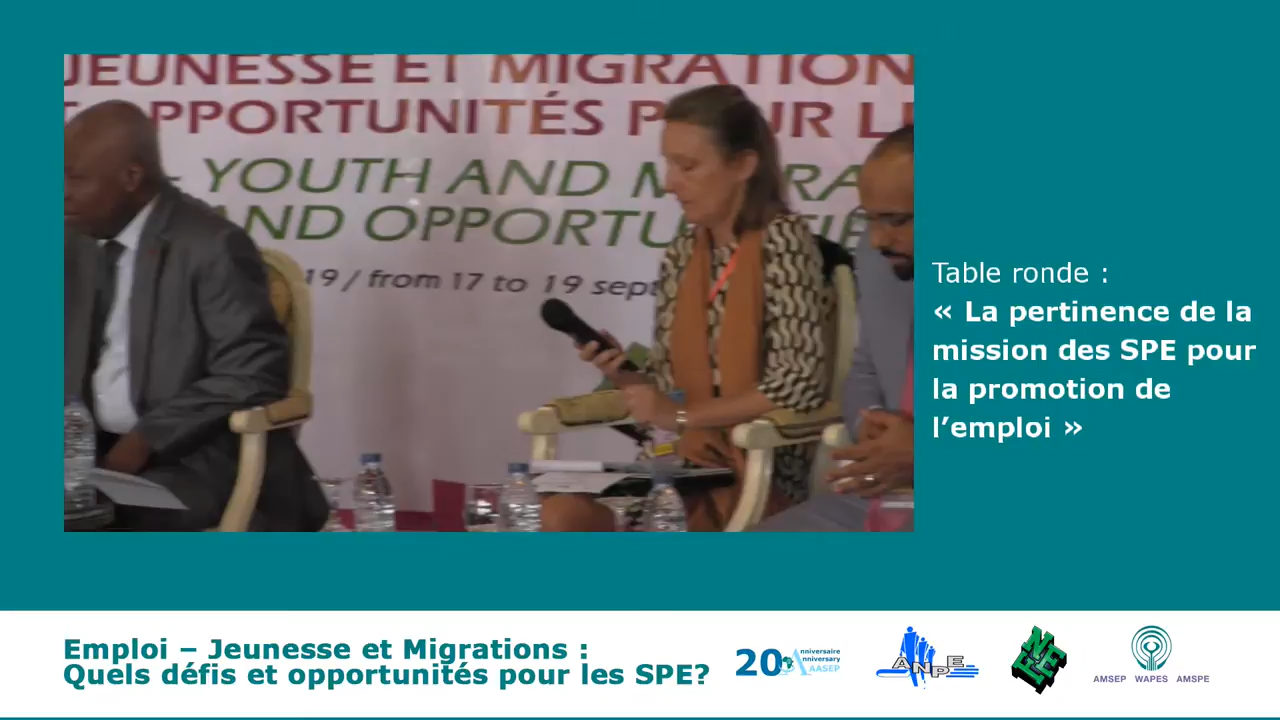 JEUNESSE ET MIGRATION
OPPORTUNITÉS
YOUTH AND
AND
19 / from 17 to 19 sept
Table ronde :
« La pertinence de la
mission des SPE pour
la promotion de
l’emploi »
Emploi – Jeunesse et Migrations :
Quels défis et opportunités pour les SPE?
20 Anniversaire
Anniversary
AASEP
ANPE
AMSEP WAPES AMSPE